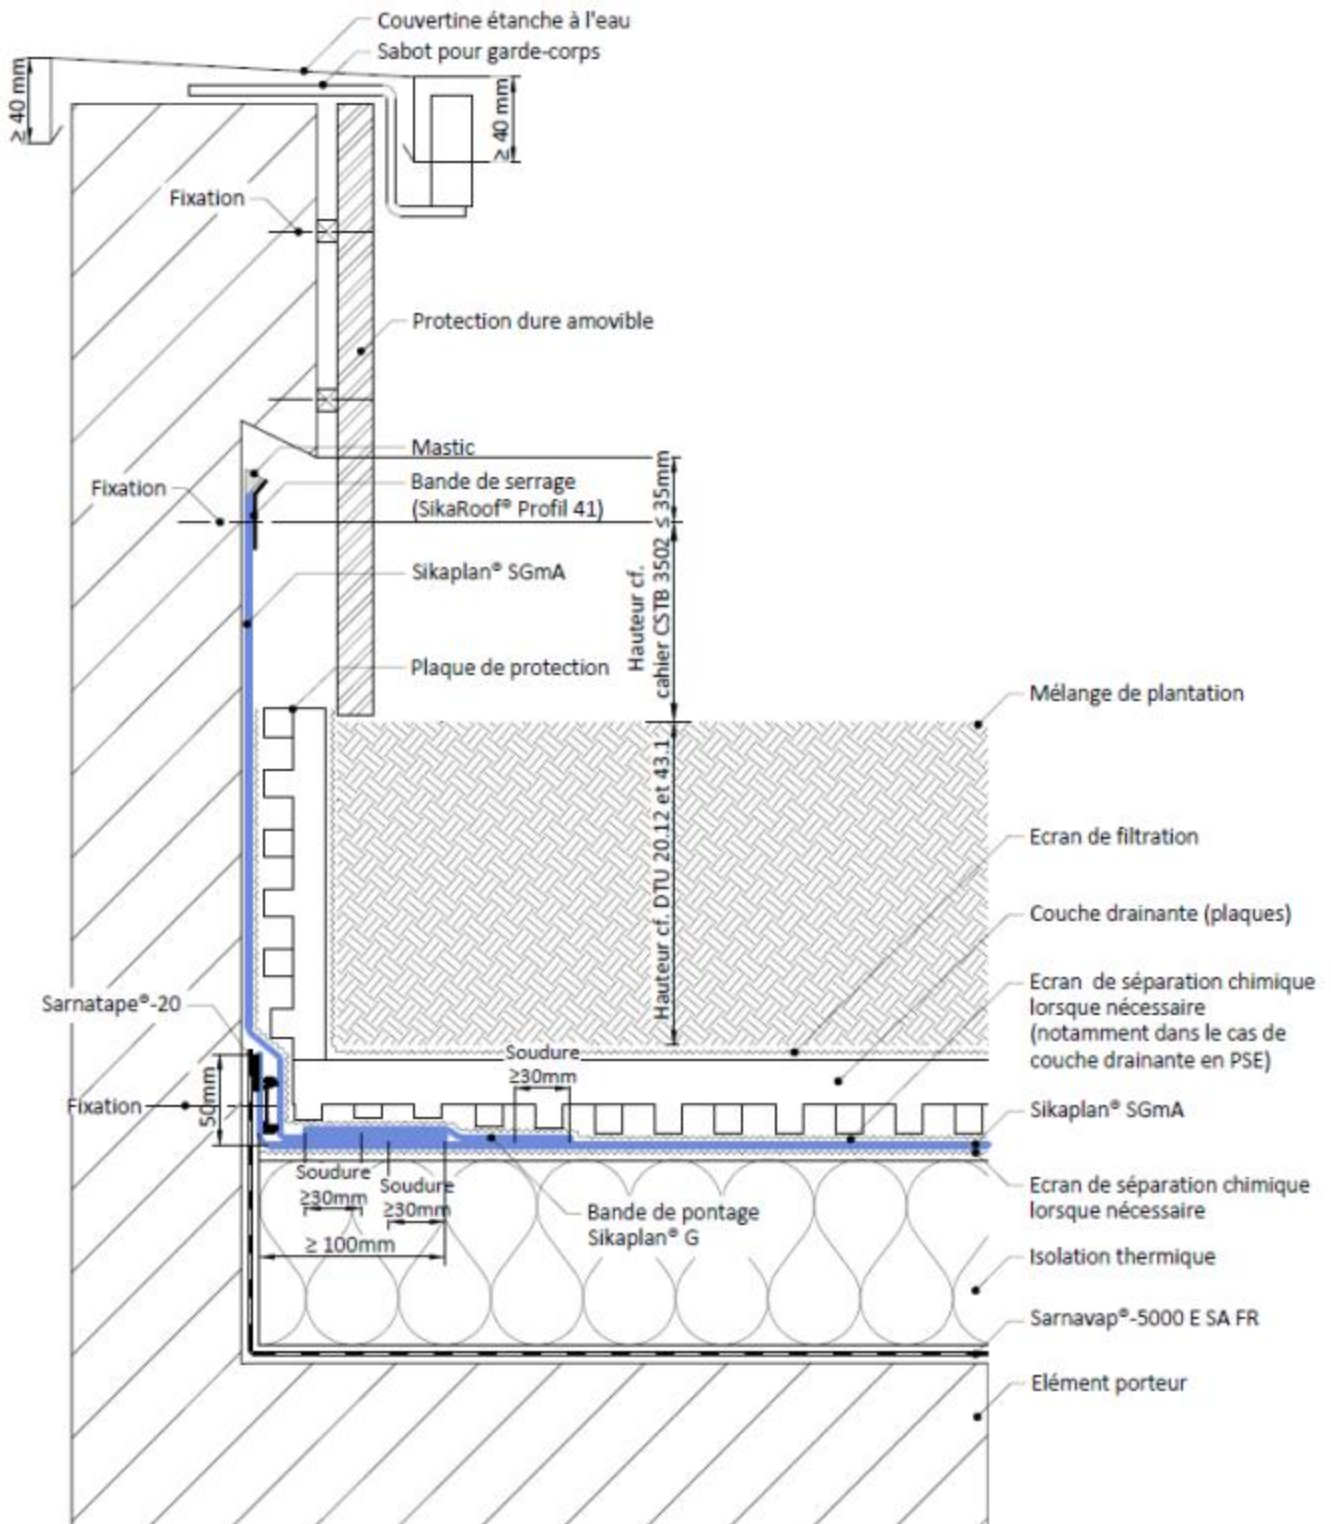 Couvertine étanche à l'eau
Sabot pour garde-corps
≥ 40 mm
≥ 40 mm
Fixation
Protection dure amovible
Mastic
Bande de serrage
(SikaRoof® Profil 41)
Fixation
≤ 35mm
Hauteur cf.
cahier CSTB 3502
Sikaplan® SGmA
Plaque de protection
Mélange de plantation
Hauteur cf. DTU 20.12 et 43.1
Ecran de filtration
Couche drainante (plaques)
Ecran de séparation chimique
lorsque nécessaire
(notamment dans le cas de
couche drainante en PSE)
Sarnatape®-20
Soudure
≥30mm
50mm
Fixation
Sikaplan® SGmA
Soudure
≥30mm
Soudure
≥30mm
≥ 100mm
Bande de pontage
Sikaplan® G
Ecran de séparation chimique
lorsque nécessaire
Isolation thermique
Sarnavap®-5000 E SA FR
Elément porteur